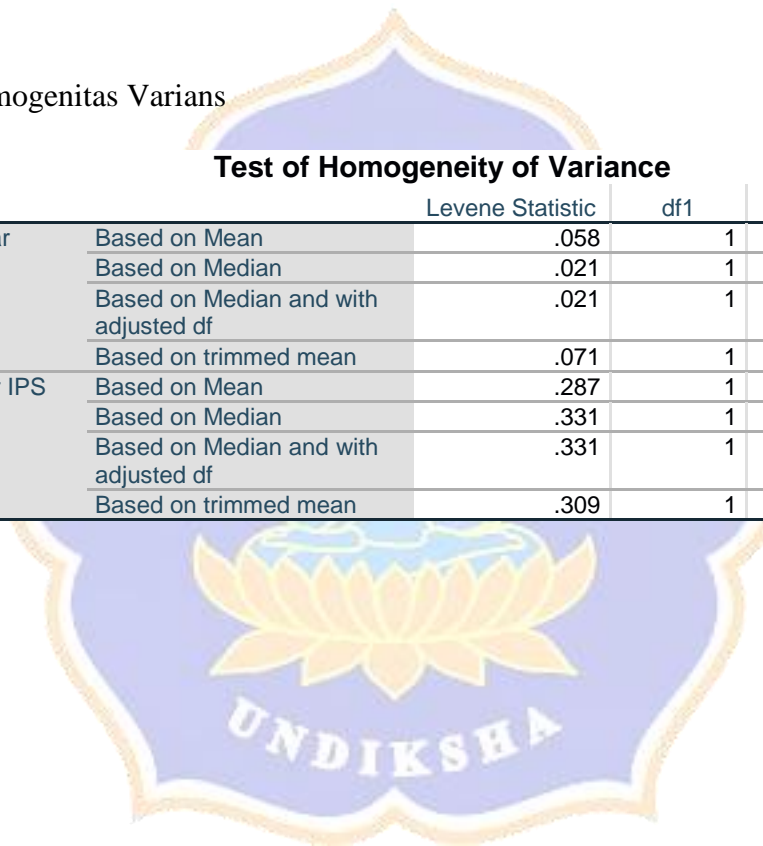 mogenitas Varians
Test of Homogeneity of Variance
Levene Statistic df1
Based on Mean .058 1
Based on Median .021 1
Based on Median and with .021 1
adjusted df
Based on trimmed mean .071 1
IPS Based on Mean .287 1
Based on Median .331 1
Based on Median and with .331 1
adjusted df
Based on trimmed mean .309 1
UNDIKSHA